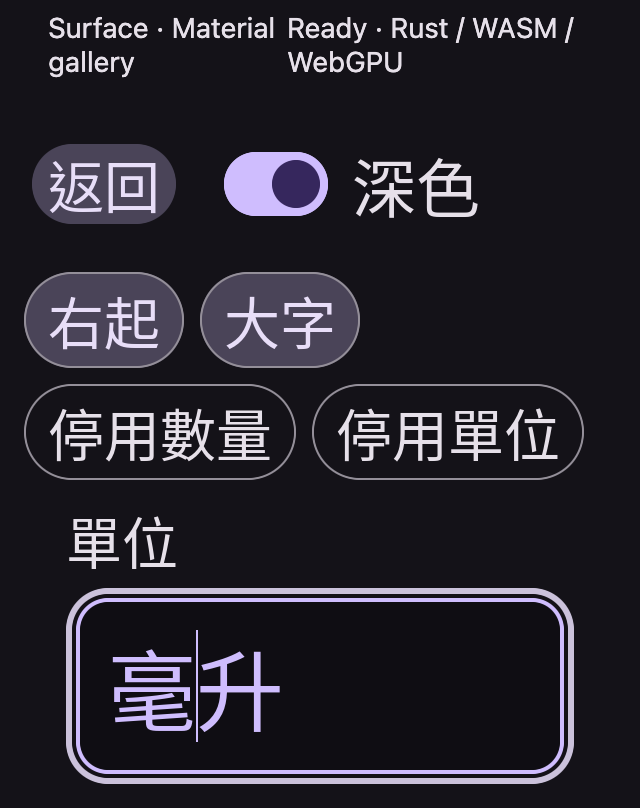 Surface · Material gallery
Ready · Rust / WASM / WebGPU
返回
深色
右起
大字
停用數量
停用單位
單位
毫升